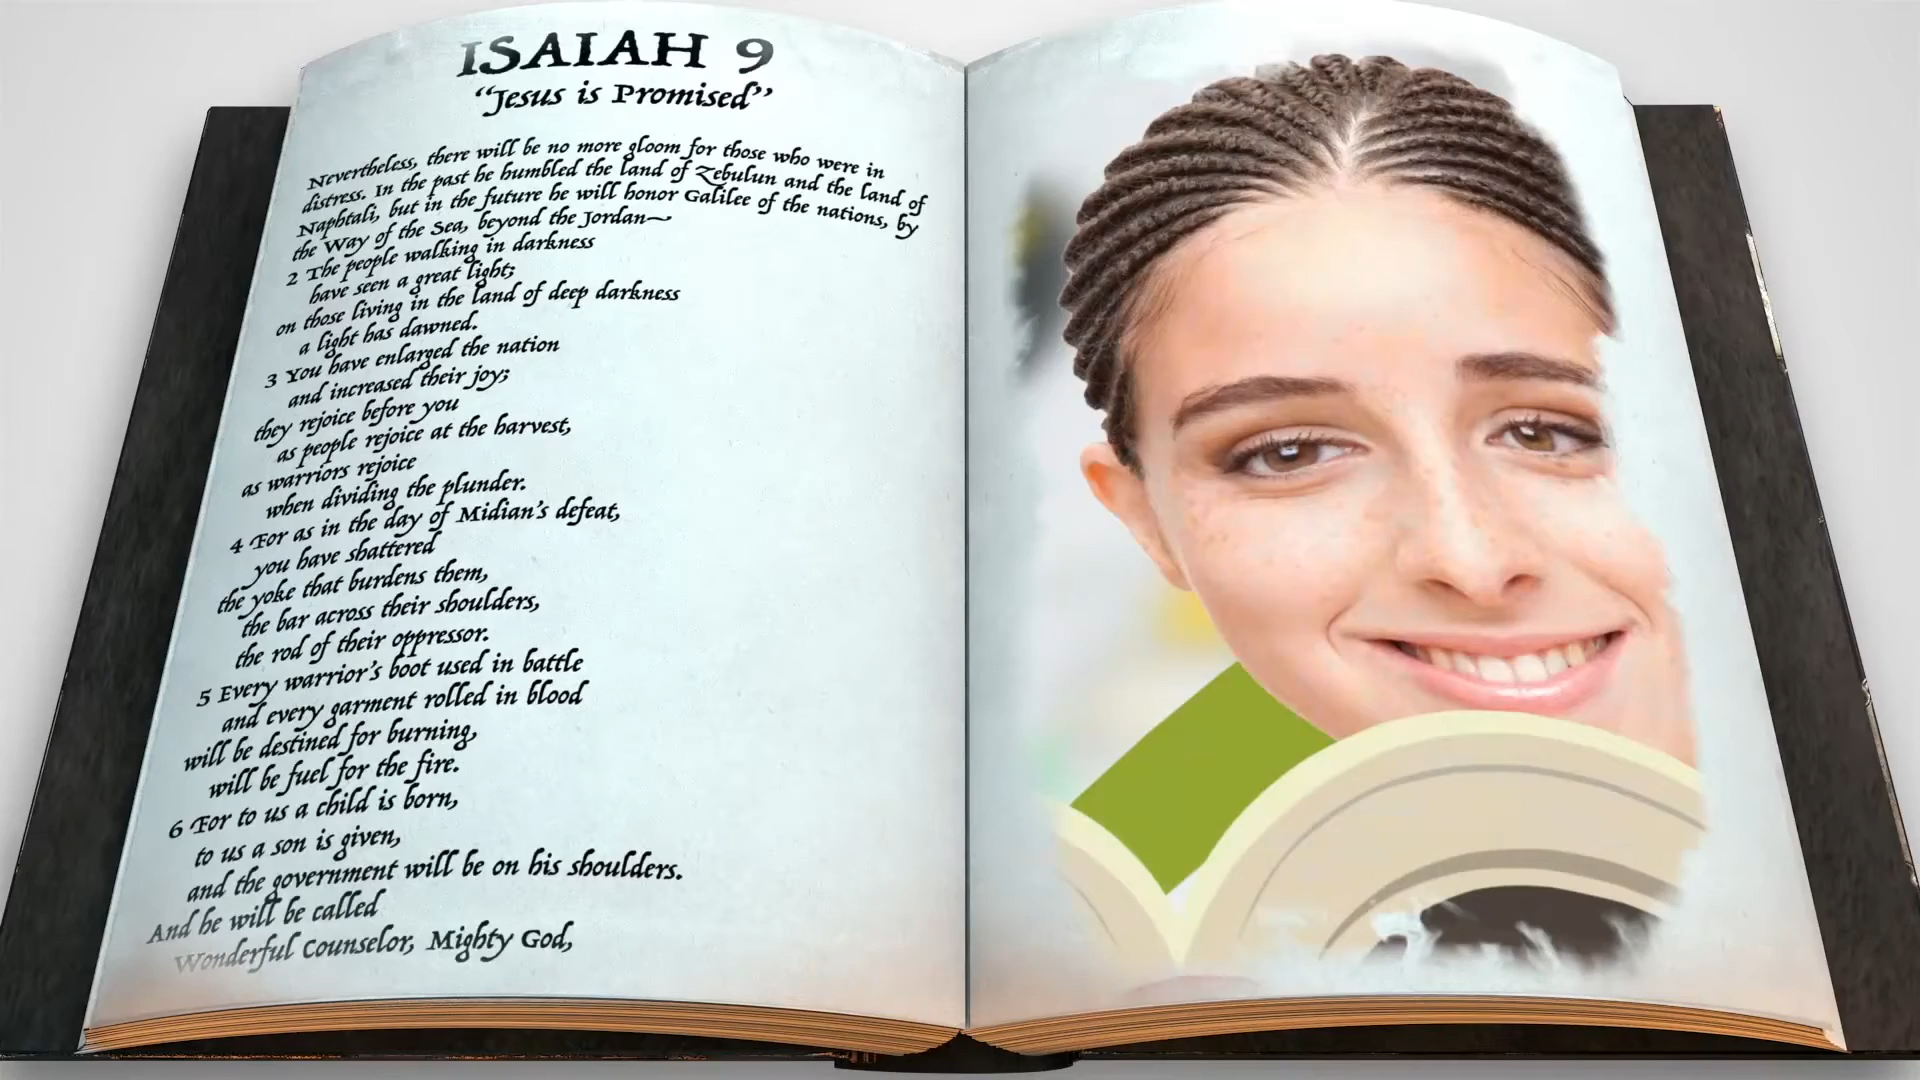 ISAIAH 9
“Jesus is Promised”
Nevertheless, there will be no more gloom for those who were in
distress. In the past he humbled the land of Zebulun and the land of
Naphtali, but in the future he will honor Galilee of the nations, by
the Way of the Sea, beyond the Jordan—
2 The people walking in darkness
have seen a great light;
on those living in the land of deep darkness
a light has dawned.
3 You have enlarged the nation
and increased their joy;
they rejoice before you
as people rejoice at the harvest,
as warriors rejoice
when dividing the plunder.
4 For as in the day of Midian’s defeat,
you have shattered
the yoke that burdens them,
the bar across their shoulders,
the rod of their oppressor.
5 Every warrior’s boot used in battle
and every garment rolled in blood
will be destined for burning,
will be fuel for the fire.
6 For to us a child is born,
to us a son is given,
and the government will be on his shoulders.
And he will be called
Wonderful Counselor, Mighty God,